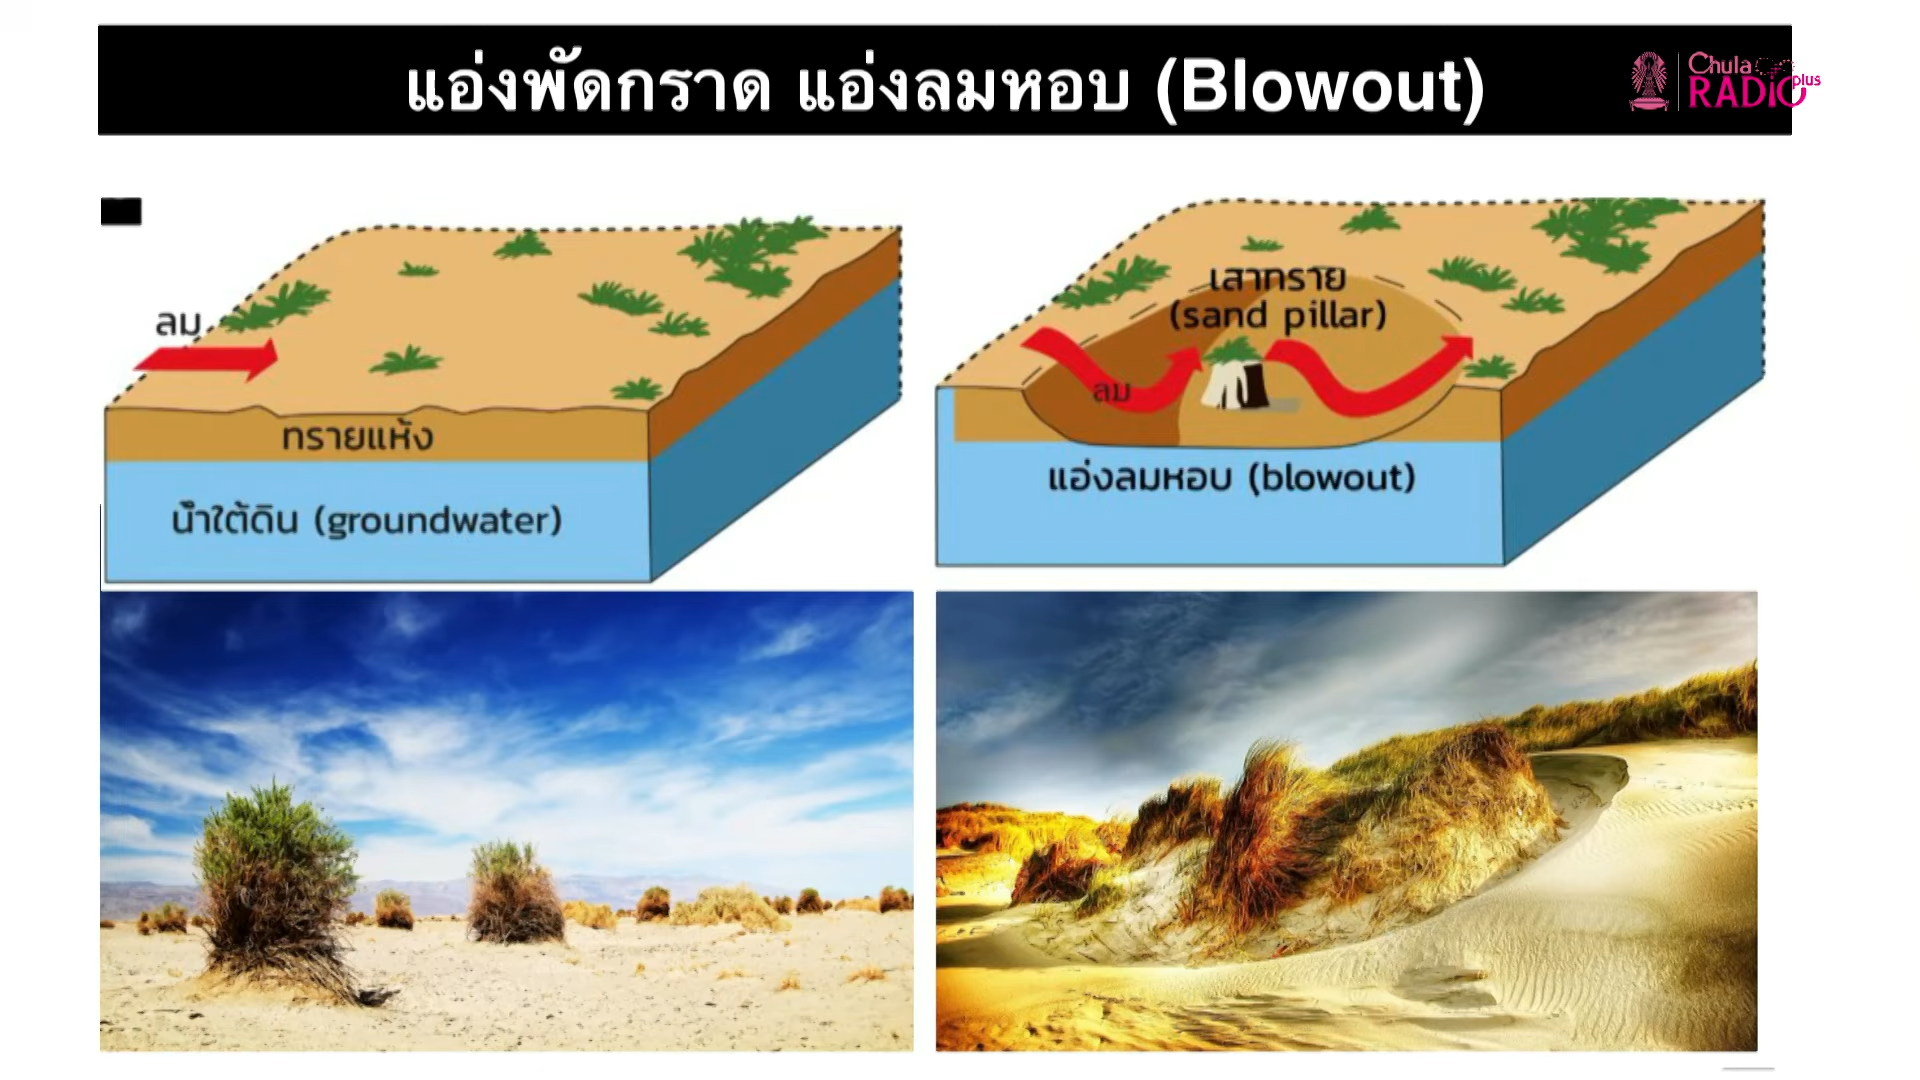 แอ่งพัดกราด แอ่งลมหอบ (Blowout)
Chula
RADIO plus
ลม
ทรายแห้ง
น้ำใต้ดิน (groundwater)
เสาทราย
(sand pillar)
ลม
แอ่งลมหอบ (blowout)